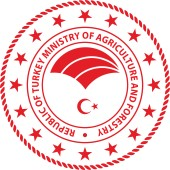 • REPUBLIC OF TURKEY MINISTRY OF AGRICULTURE AND FORESTRY